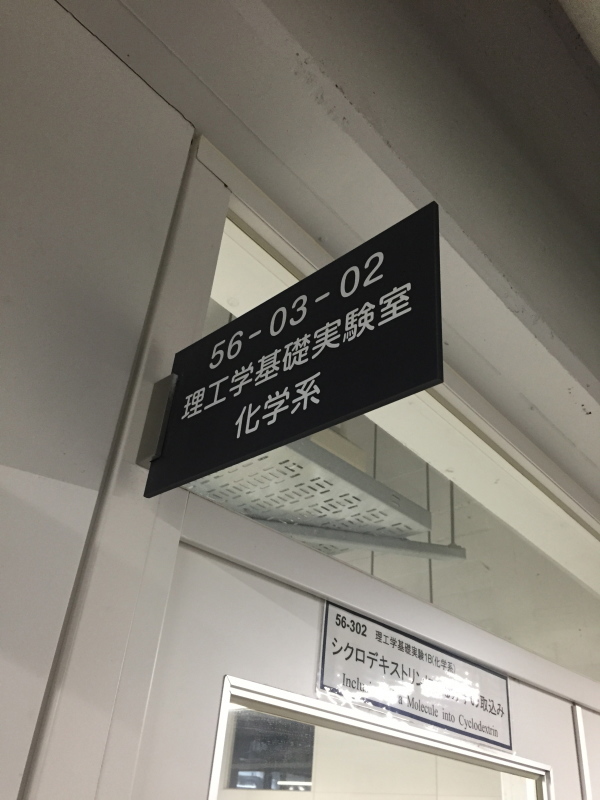 56-03-02
理工学基礎実験室
化学系
56-302 理工学基礎実験1B(化学系)
シクロデキストリン 取込み
Molecule into Cyclodextrin